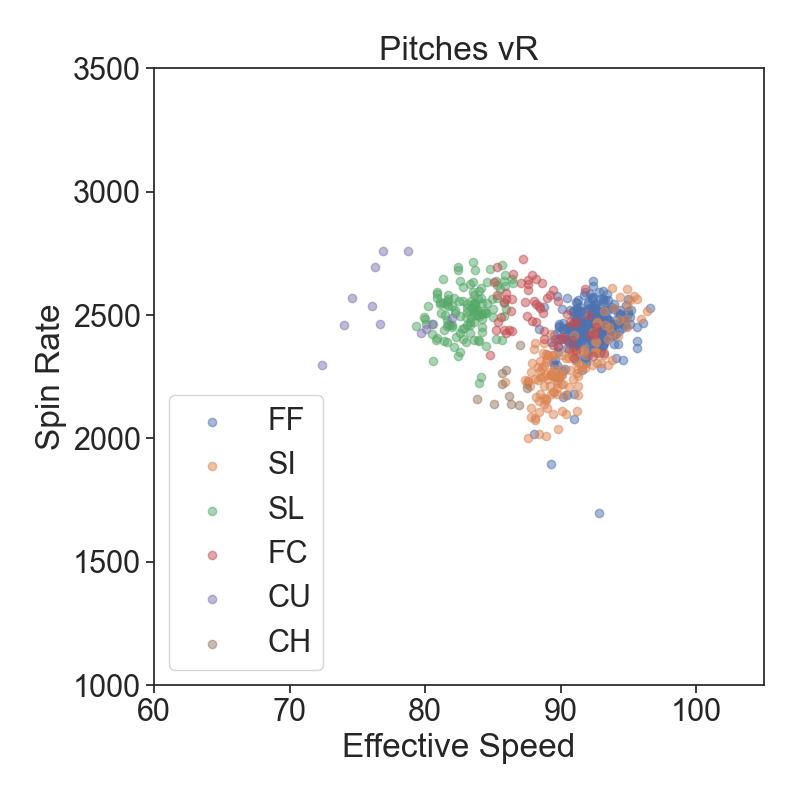 Pitches vR
3500
3000
2500
2000
1500
1000
Spin Rate
FF
SI
SL
FC
CU
CH
60 70 80 90 100
Effective Speed